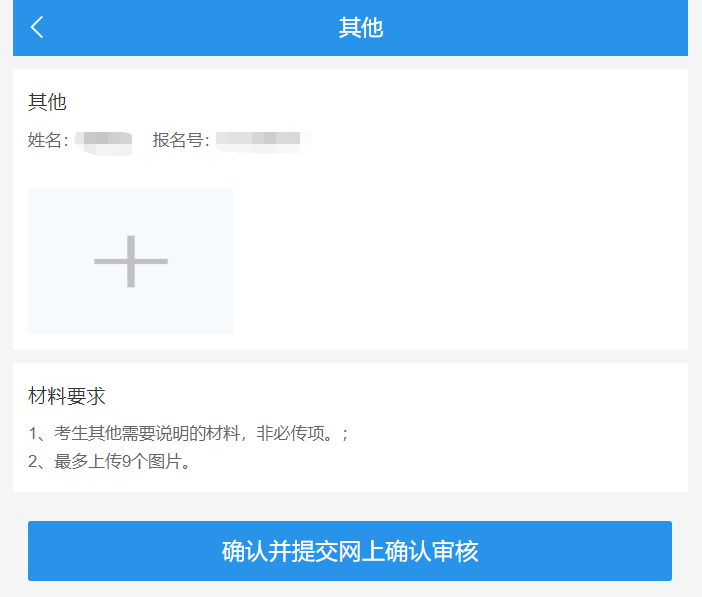 其他
其他
姓名： 报名号：
材料要求
1、考生其他需要说明的材料，非必传项。；
2、最多上传9个图片。
确认并提交网上确认审核